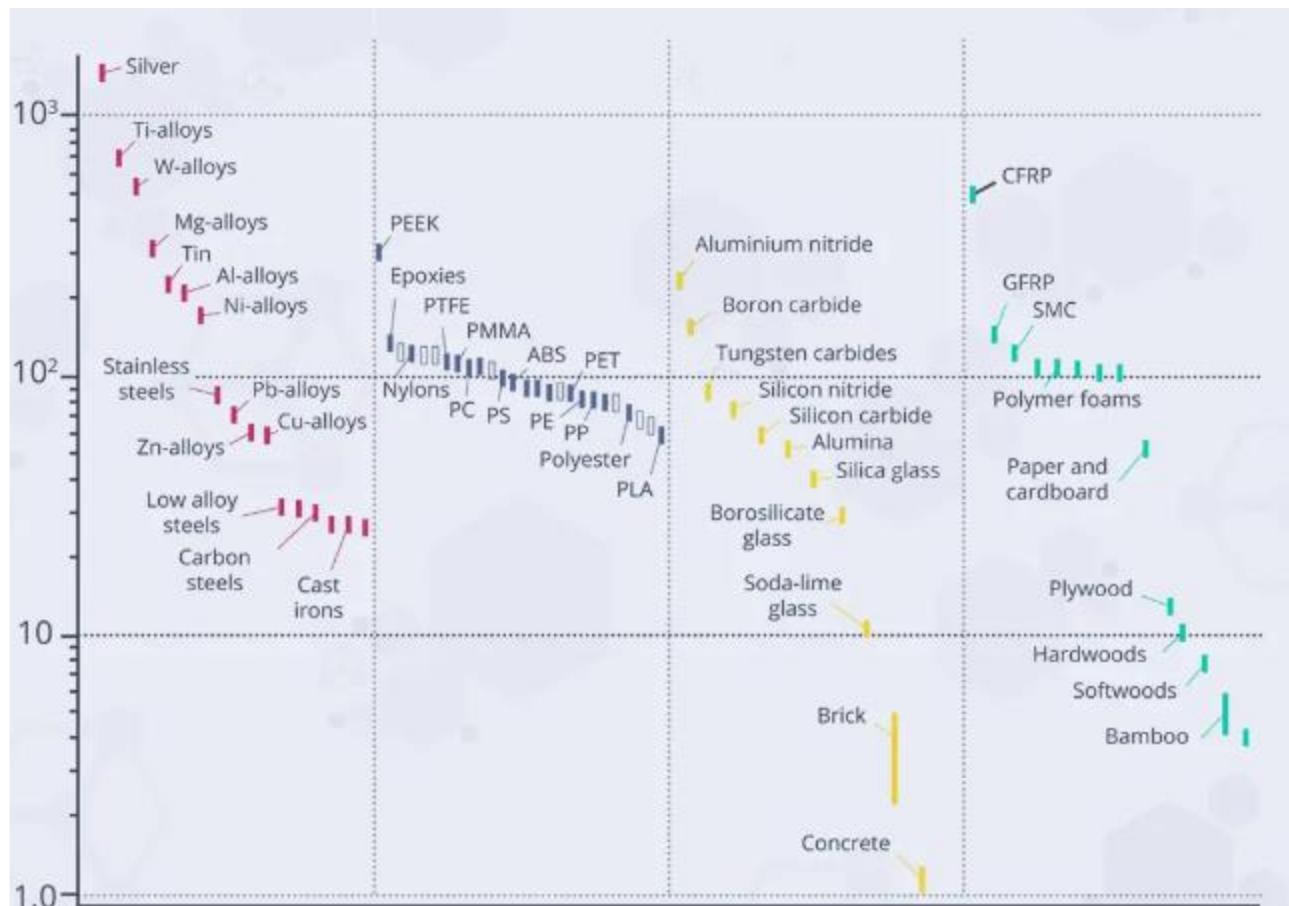 10³
10²
10
1.0
Silver
Ti-alloys
W-alloys
Mg-alloys
Tin
Al-alloys
Ni-alloys
Stainless
steels
Pb-alloys
Cu-alloys
Zn-alloys
Low alloy
steels
Carbon
steels
Cast
irons
PEEK
Epoxies
PTFE
PMMA
ABS
PET
Nylons
PC
PS
PE
PP
Polyester
PLA
Aluminium nitride
Boron carbide
Tungsten carbides
Silicon nitride
Silicon carbide
Alumina
Silica glass
Borosilicate
glass
Soda-lime
glass
Brick
Concrete
CFRP
GFRP
SMC
Polymer foams
Paper and
cardboard
Plywood
Hardwoods
Softwoods
Bamboo